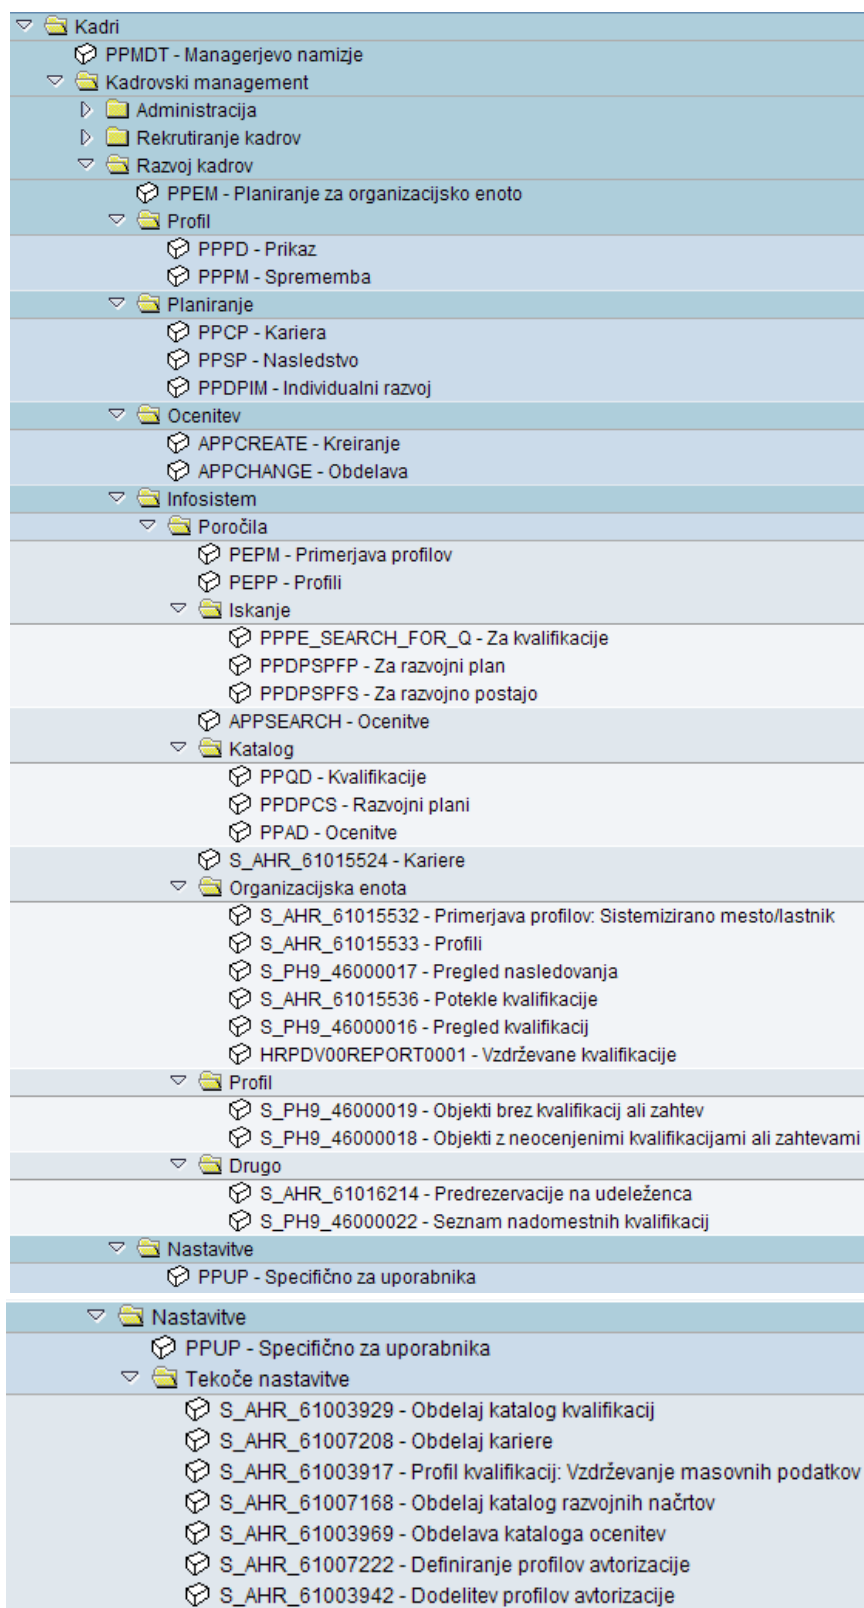 Kadri
PPMDT - Managerjevo namizje
Kadrovski management
Administracija
Rekrutiranje kadrov
Razvoj kadrov
PPEM - Planiranje za organizacijsko enoto
Profil
PPPD - Prikaz
PPPM - Sprememba
Planiranje
PPCP - Kariera
PPSP - Nasledstvo
PPDPIM - Individualni razvoj
Ocenitev
APPCREATE - Kreiranje
APPCHANGE - Obdelava
Infosistem
Poročila
PEPM - Primerjava profilov
PEPP - Profili
Iskanje
PPPE_SEARCH_FOR_Q - Za kvalifikacije
PPDPSPFP - Za razvojni plan
PPDPSPFS - Za razvojno postajo
APPSEARCH - Ocenitve
Katalog
PPQD - Kvalifikacije
PPDPCS - Razvojni plani
PPAD - Ocenitve
S_AHR_61015524 - Kariere
Organizacijska enota
S_AHR_61015532 - Primerjava profilov: Sistemizirano mesto/lastnik
S_AHR_61015533 - Profili
S_PH9_46000017 - Pregled nasledovanja
S_AHR_61015536 - Potekle kvalifikacije
S_PH9_46000016 - Pregled kvalifikacij
HRPDV00REPORT0001 - Vzdrževane kvalifikacije
Profil
S_PH9_46000019 - Objekti brez kvalifikacij ali zahtev
S_PH9_46000018 - Objekti z neocenjenimi kvalifikacijami ali zahtevami
Drugo
S_AHR_61016214 - Predrezervacije na udeleženca
S_PH9_46000022 - Seznam nadomestnih kvalifikacij
Nastavitve
PPUP - Specifično za uporabnika
Nastavitve
PPUP - Specifično za uporabnika
Tekoče nastavitve
S_AHR_61003929 - Obdelaj katalog kvalifikacij
S_AHR_61007208 - Obdelaj kariere
S_AHR_61003917 - Profil kvalifikacij: Vzdrževanje masovnih podatkov
S_AHR_61007168 - Obdelaj katalog razvojnih načrtov
S_AHR_61003969 - Obdelava kataloga ocenitev
S_AHR_61007222 - Definiranje profilov avtorizacije
S_AHR_61003942 - Dodelitev profilov avtorizacije